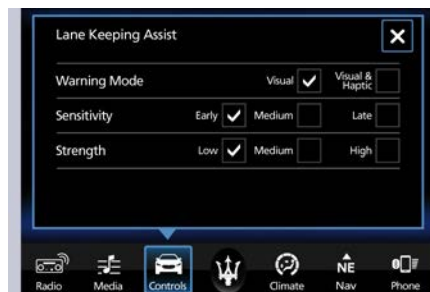 Lane Keeping Assist
Warning Mode Visual Visual & Haptic
Sensitivity Early Medium Late
Strength Low Medium High
NE
Radio Media Controls Climate Nav Phone